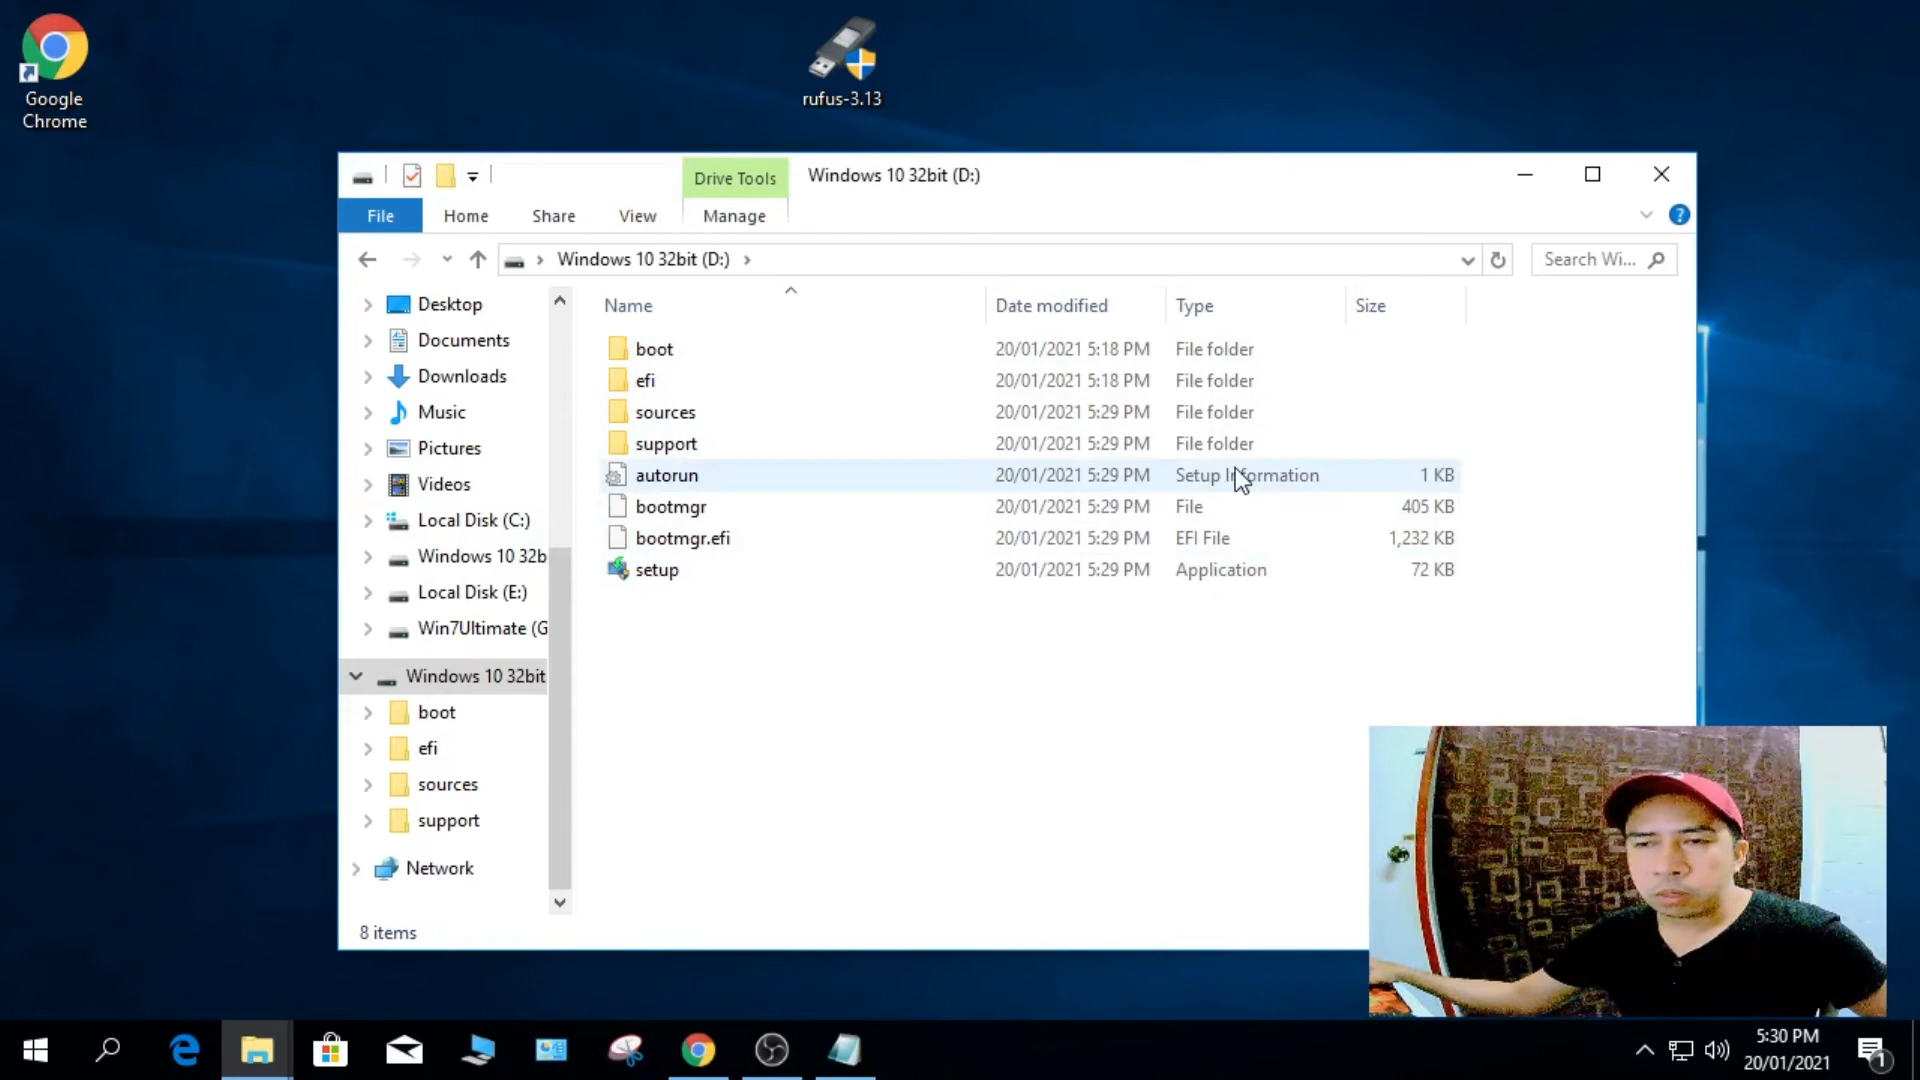 Google
Chrome
rufus-3.13
Drive Tools
Windows 10 32bit (D:)
File
Home
Share
View
Manage
Windows 10 32bit (D:)
Search Wi...
Desktop
Documents
Downloads
Music
Pictures
Videos
Local Disk (C:)
Windows 10 32b
Local Disk (E:)
Win7Ultimate (G
Windows 10 32bit
boot
efi
sources
support
Network
Name Date modified Type Size
boot 20/01/2021 5:18 PM File folder
efi 20/01/2021 5:18 PM File folder
sources 20/01/2021 5:29 PM File folder
support 20/01/2021 5:29 PM File folder
autorun 20/01/2021 5:29 PM Setup Information 1 KB
bootmgr 20/01/2021 5:29 PM File 405 KB
bootmgr.efi 20/01/2021 5:29 PM EFI File 1,232 KB
setup 20/01/2021 5:29 PM Application 72 KB
8 items
5:30 PM
20/01/2021
1